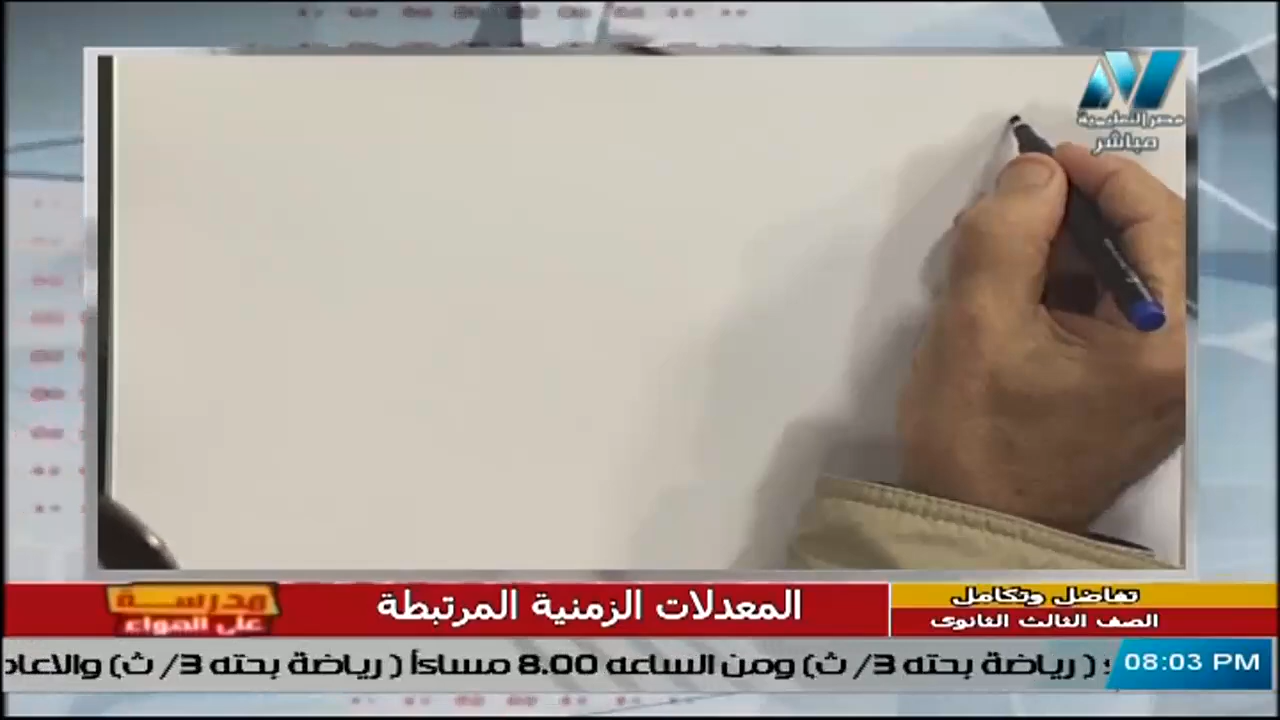 مصر التعليمية
مباشر
تفاضل وتكامل
الصف الثالث الثانوى
المعدلات الزمنية المرتبطة
مدرسة
على الهواء
08:03 PM
( رياضة بحته 3/ ث) ومن الساعه 8.00 مساءاً ( رياضة بحته 3/ ث) والاعاد